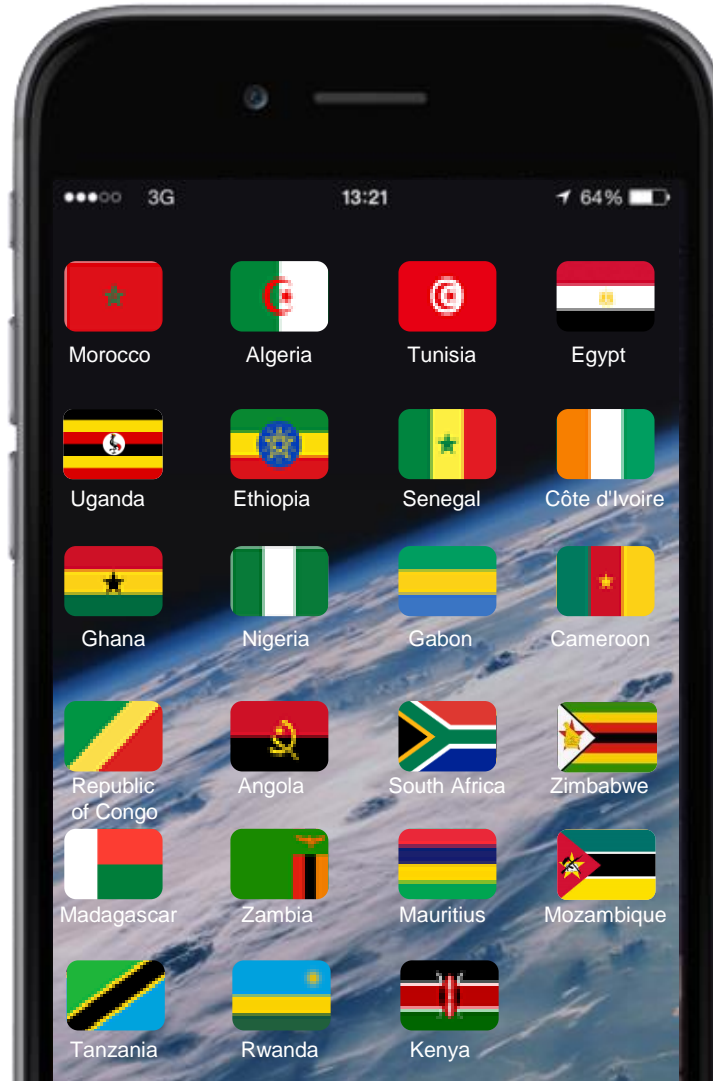 3G 13:21 64%
Morocco Algeria Tunisia Egypt
Uganda Ethiopia Senegal Côte d'Ivoire
Ghana Nigeria Gabon Cameroon
Republic Angola South Africa Zimbabwe
of Congo
Madagascar Zambia Mauritius Mozambique
Tanzania Rwanda Kenya